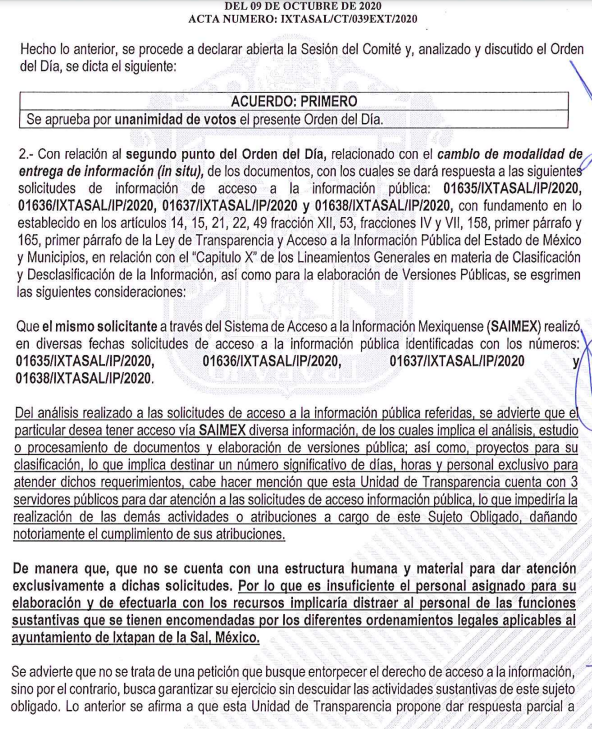 DEL 09 DE OCTUBRE DE 2020
ACTA NUMERO: IXTASAL/CT/039EXT/2020
Hecho lo anterior, se procede a declarar abierta la Sesión del Comité y, analizado y discutido el Orden
del Día, se dicta el siguiente:
ACUERDO: PRIMERO
Se aprueba por unanimidad de votos el presente Orden del Día.
2.- Con relación al segundo punto del Orden del Día, relacionado con el cambio de modalidad de
entrega de información (in situ), de los documentos, con los cuales se dará respuesta a las siguientes
solicitudes de información de acceso a la información pública: 01635/IXTASAL/IP/2020,
01636/IXTASAL/IP/2020, 01637/IXTASAL/IP/2020 y 01638/IXTASAL/IP/2020, con fundamento en lo
establecido en los artículos 14, 15, 21, 22, 49 fracción XII, 53, fracciones IV y VII, 158, primer párrafo y
165, primer párrafo de la Ley de Transparencia y Acceso a la Información Pública del Estado de México
y Municipios, en relación con el "Capitulo X" de los Lineamientos Generales en materia de Clasificación
y Desclasificación de la Información, así como para la elaboración de Versiones Públicas, se esgrimen
las siguientes consideraciones:
Que el mismo solicitante a través del Sistema de Acceso a la Información Mexiquense (SAIMEX) realizó,
en diversas fechas solicitudes de acceso a la información pública identificadas con los números:
01635/IXTASAL/IP/2020, 01636/IXTASAL/IP/2020, 01637/IXTASAL/IP/2020 y
01638/IXTASAL/IP/2020.
Del análisis realizado a las solicitudes de acceso a la información pública referidas, se advierte que el
particular desea tener acceso vía SAIMEX diversa información, de los cuales implica el análisis, estudio
o procesamiento de documentos y elaboración de versiones pública; así como, proyectos para su
clasificación, lo que implica destinar un número significativo de días, horas y personal exclusivo para
atender dichos requerimientos, cabe hacer mención que esta Unidad de Transparencia cuenta con 3
servidores públicos para dar atención a las solicitudes de acceso información pública, lo que impediría la
realización de las demás actividades o atribuciones a cargo de este Sujeto Obligado, dañando
notoriamente el cumplimiento de sus atribuciones.
De manera que, que no se cuenta con una estructura humana y material para dar atención
exclusivamente a dichas solicitudes. Por lo que es insuficiente el personal asignado para su
elaboración y de efectuarla con los recursos implicaría distraer al personal de las funciones
sustantivas que se tienen encomendadas por los diferentes ordenamientos legales aplicables al
ayuntamiento de Ixtapan de la Sal, México.
Se advierte que no se trata de una petición que busque entorpecer el derecho de acceso a la información,
sino por el contrario, busca garantizar su ejercicio sin descuidar las actividades sustantivas de este sujeto
obligado. Lo anterior se afirma a que esta Unidad de Transparencia propone dar respuesta parcial a